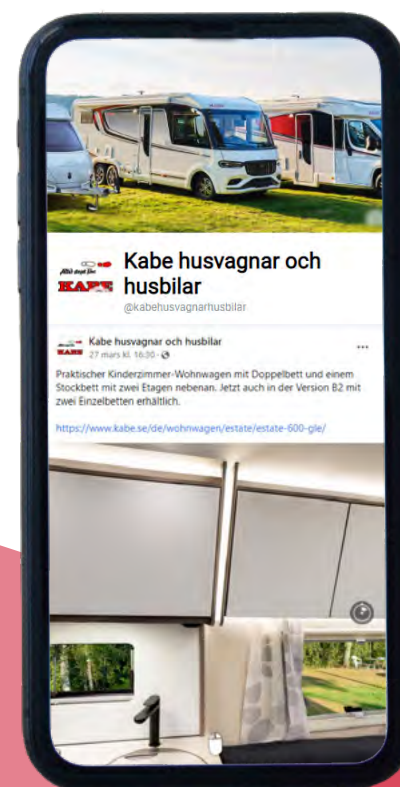 Kabe husvagnar och
husbilar
KABE
@kabehusvagnarhusbilar
Kabe husvagnar och husbilar
KABE
27 mars kl. 16:30
Praktischer Kinderzimmer-Wohnwagen mit Doppelbett und einem
Stockbett mit zwei Etagen nebenan. Jetzt auch in der Version B2 mit
zwei Einzelbetten erhältlich.
https://www.kabe.se/de/wohnwagen/estate/estate-600-gle/